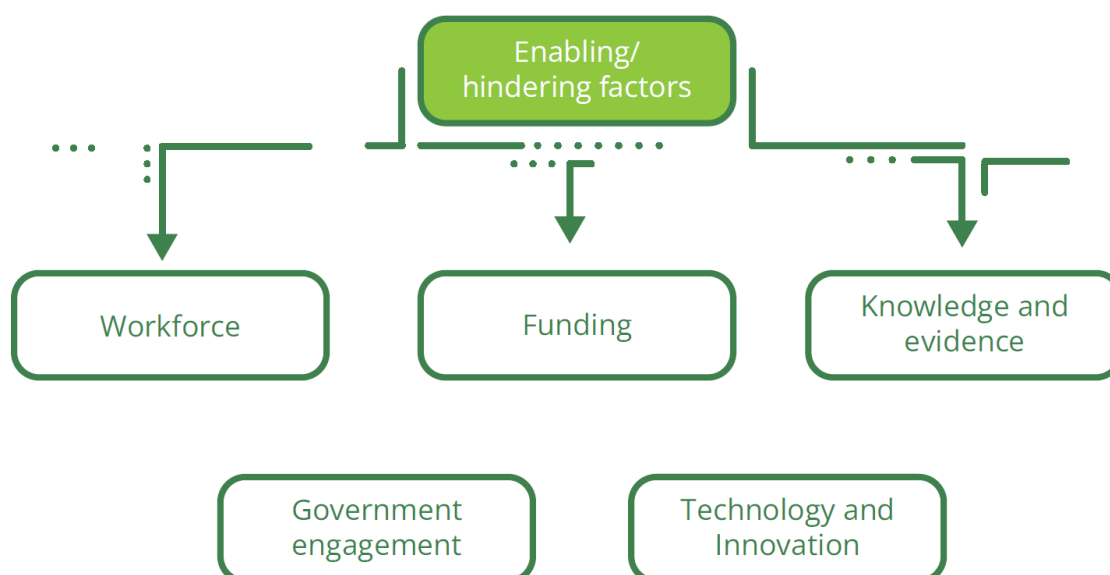 Enabling/
hindering factors
Workforce
Funding
Knowledge and
evidence
Government
engagement
Technology and
Innovation